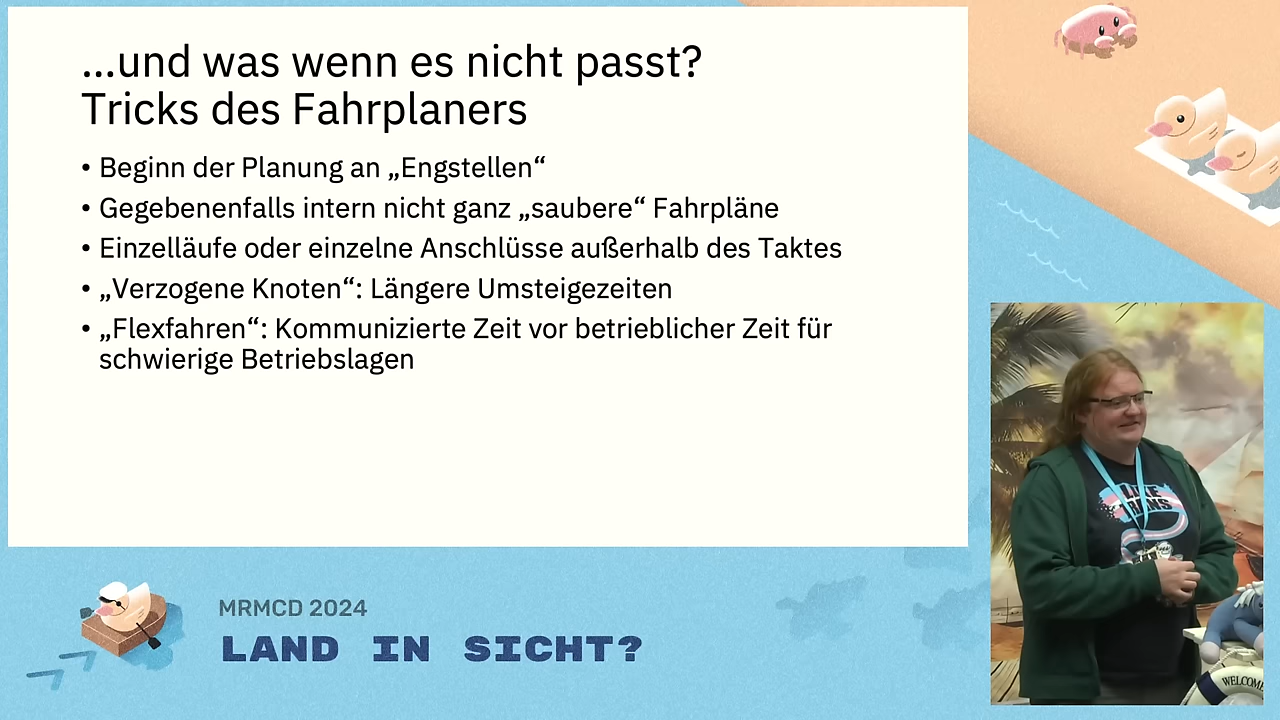 ...und was wenn es nicht passt?
Tricks des Fahrplaners
• Beginn der Planung an „Engstellen“
• Gegebenenfalls intern nicht ganz „saubere“ Fahrpläne
• Einzelläufe oder einzelne Anschlüsse außerhalb des Taktes
• „Verzogene Knoten“: Längere Umsteigezeiten
• „Flexfahren“: Kommunizierte Zeit vor betrieblicher Zeit für
schwierige Betriebslagen
MRMCD 2024
LAND IN SICHT?
WELCOME